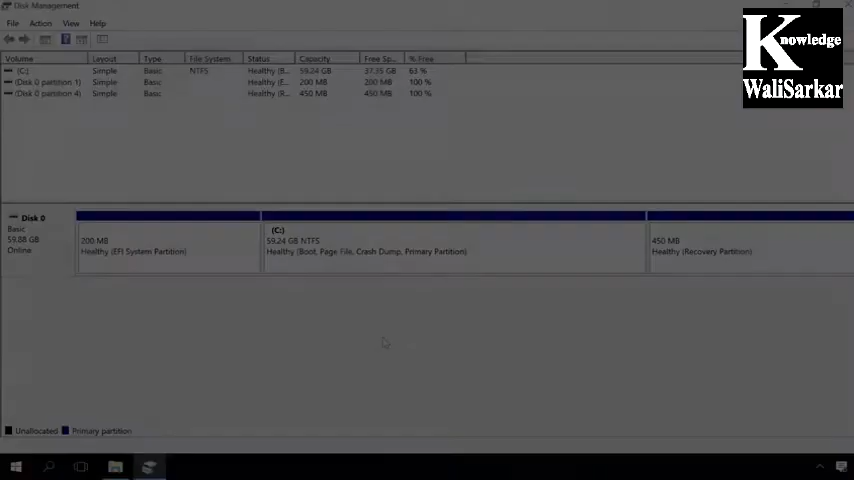 Disk Management
File Action View Help
Knowledge
WaliSarkar
Volume Layout Type File System Status Capacity Free Sp... % Free
(C:) Simple Basic NTFS Healthy (B... 59.24 GB 37.35 GB 63 %
(Disk 0 partition 1) Simple Basic Healthy (E... 200 MB 200 MB 100 %
(Disk 0 partition 4) Simple Basic Healthy (R... 450 MB 450 MB 100 %
Disk 0
Basic
59.88 GB
Online
200 MB
Healthy (EFI System Partition)
(C:)
59.24 GB NTFS
Healthy (Boot, Page File, Crash Dump, Primary Partition)
450 MB
Healthy (Recovery Partition)
Unallocated Primary partition